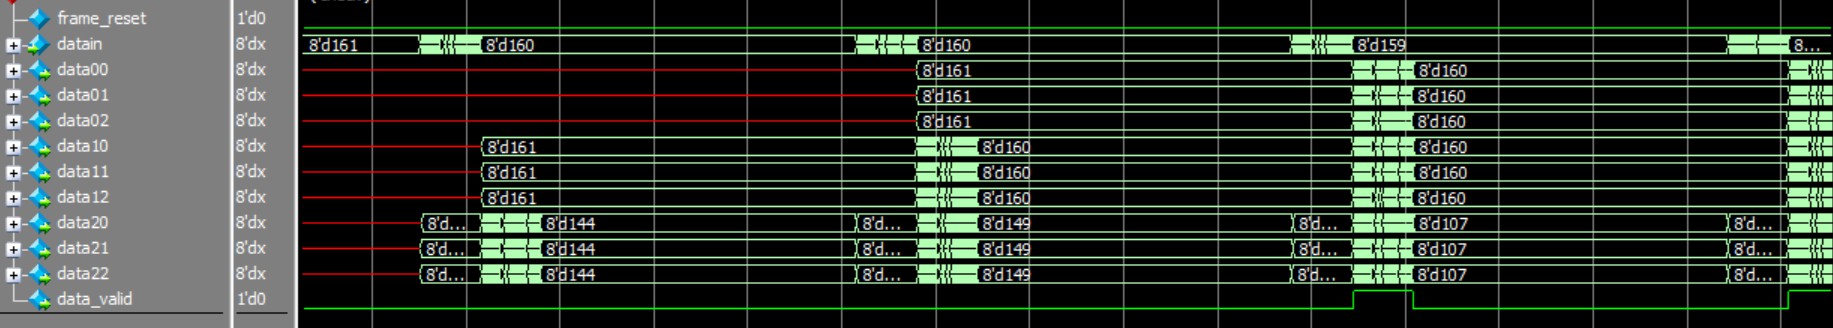 frame_reset 1'd0
datain 8'dx 8'd161 8'd160 8'd160 8'd159 8...
data00 8'dx 8'd161 8'd160
data01 8'dx 8'd161 8'd160
data02 8'dx 8'd161 8'd160
data10 8'dx 8'd161 8'd160 8'd160
data11 8'dx 8'd161 8'd160 8'd160
data12 8'dx 8'd161 8'd160 8'd160
data20 8'dx 8'd... 8'd144 8'd... 8'd149 8'd... 8'd107 8'd...
data21 8'dx 8'd... 8'd144 8'd... 8'd149 8'd... 8'd107 8'd...
data22 8'dx 8'd... 8'd144 8'd... 8'd149 8'd... 8'd107 8'd...
data_valid 1'd0